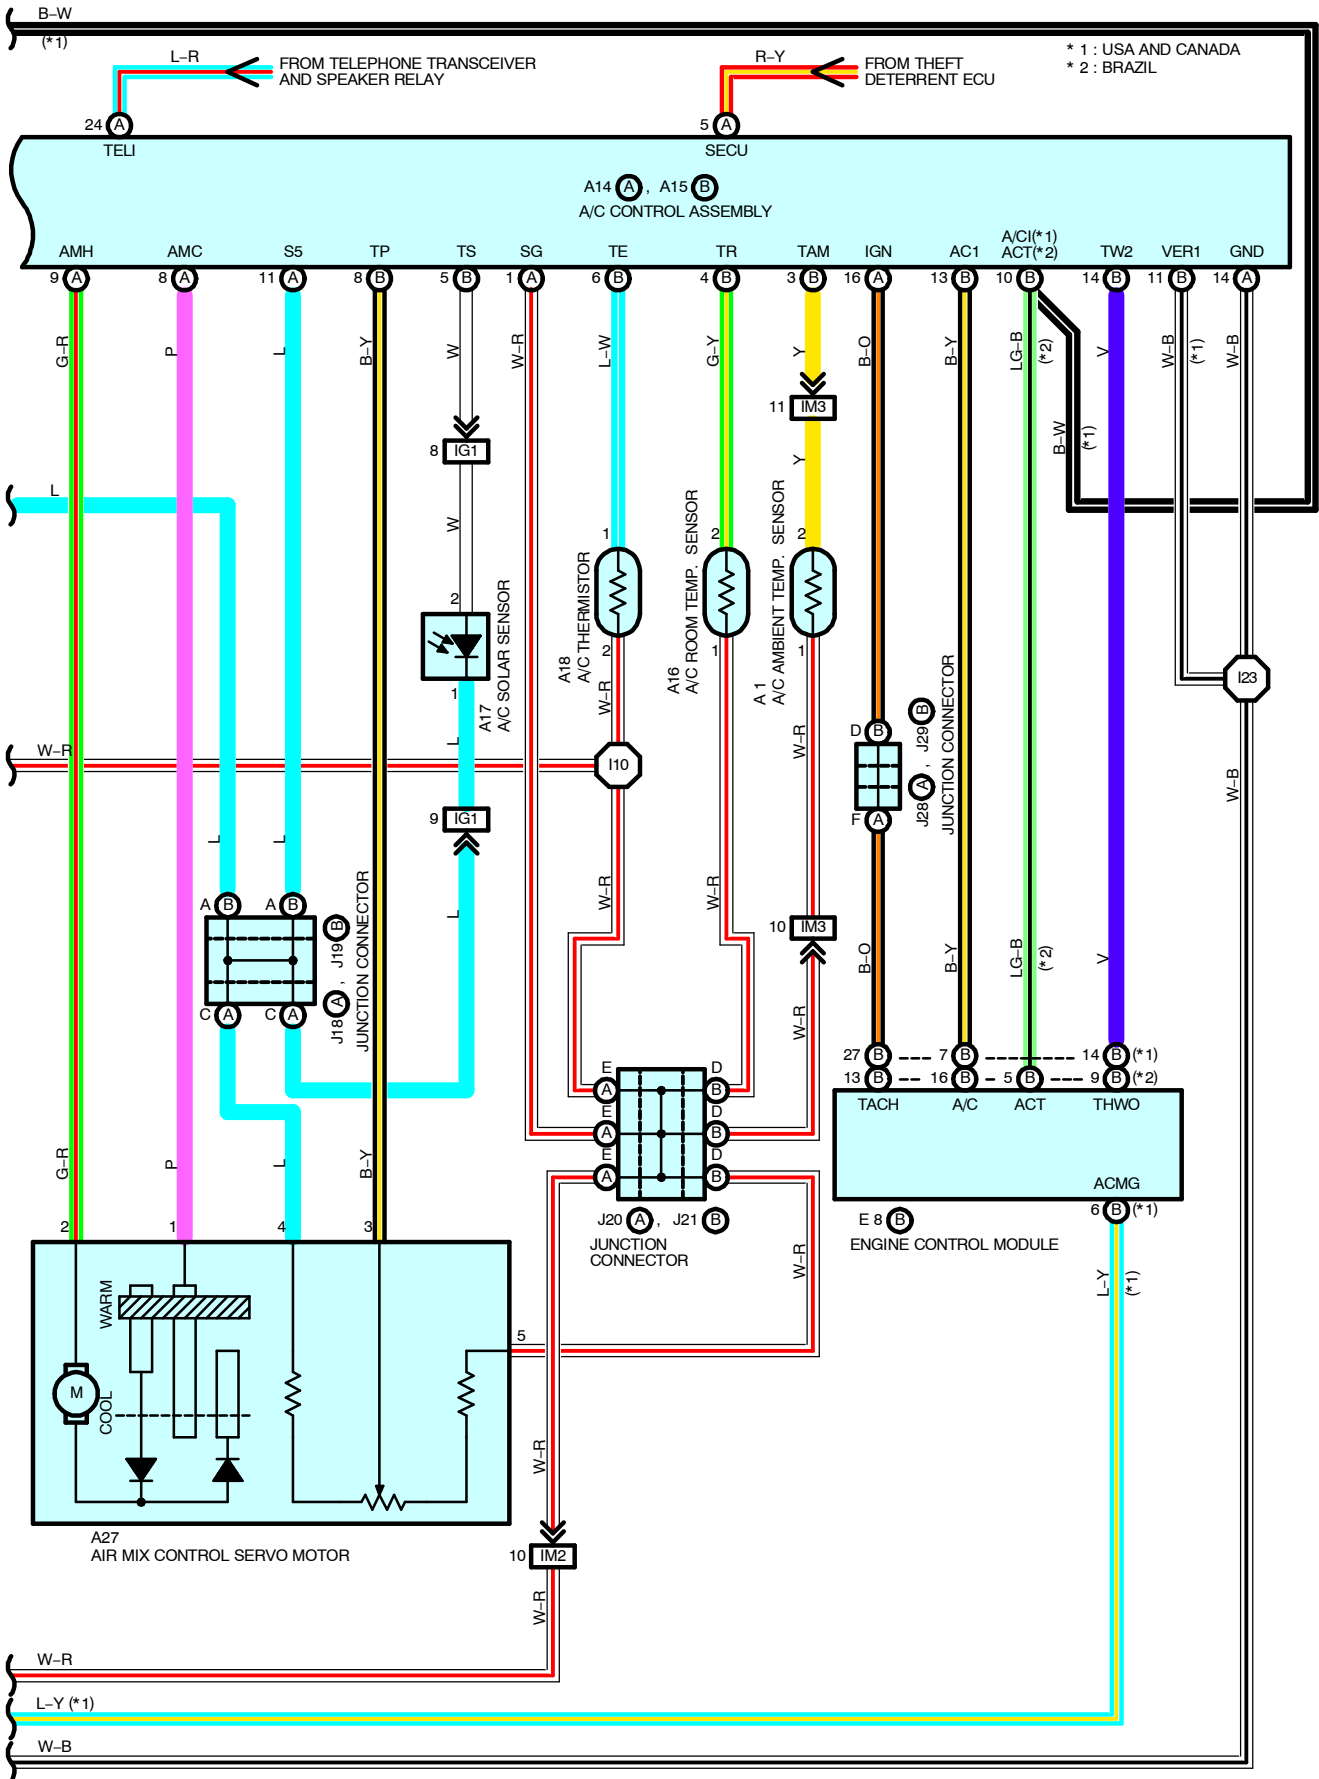 B–W
(*1)
L–R
FROM TELEPHONE TRANSCEIVER
AND SPEAKER RELAY
R–Y
FROM THEFT
DETERRENT ECU
* 1 : USA AND CANADA
* 2 : BRAZIL
24 A
5 A
TELI
SECU
A14 A , A15 B
A/C CONTROL ASSEMBLY
AMH
AMC
S5
TP
TS
SG
TE
TR
TAM
IGN
AC1
A/CI(*1)
ACT(*2)
TW2
VER1
GND
9 A
8 A
11 A
8 B
5 B
1 A
6 B
4 B
3 B
16 A
13 B
10 B
14 B
11 B
14 A
G–R
P
L
B–Y
W
W–R
L–W
G–Y
Y
B–O
B–Y
LG–B
(*2)
V
W–B
(*1)
W–B
11 IM3
8 IG1
B–W
(*1)
L
W
Y
1
2
2
A18
A/C THERMISTOR
A16
A/C ROOM TEMP. SENSOR
A 1
A/C AMBIENT TEMP. SENSOR
2
A17
A/C SOLAR SENSOR
1
2
1
1
W–R
I23
D B
J28 A , J29 B
JUNCTION CONNECTOR
F A
W–R
L
I10
W–R
W–B
9 IG1
L
L
L
W–R
W–R
A B
A B
J18 A , J19 B
JUNCTION CONNECTOR
C A
C A
10 IM3
B–O
B–Y
LG–B
(*2)
V
W–R
27 B
7 B
14 B (*1)
13 B
16 B
5 B
9 B (*2)
TACH
A/C
ACT
THWO
ACMG
6 B (*1)
E 8 B
ENGINE CONTROL MODULE
E
D
A
B
E
D
A
B
E
D
A
B
J20 A , J21 B
JUNCTION
CONNECTOR
G–R
P
L
B–Y
W–R
L–Y
(*1)
2
1
4
3
WARM
COOL
M
5
A27
AIR MIX CONTROL SERVO MOTOR
W–R
10 IM2
W–R
W–R
L–Y (*1)
W–B